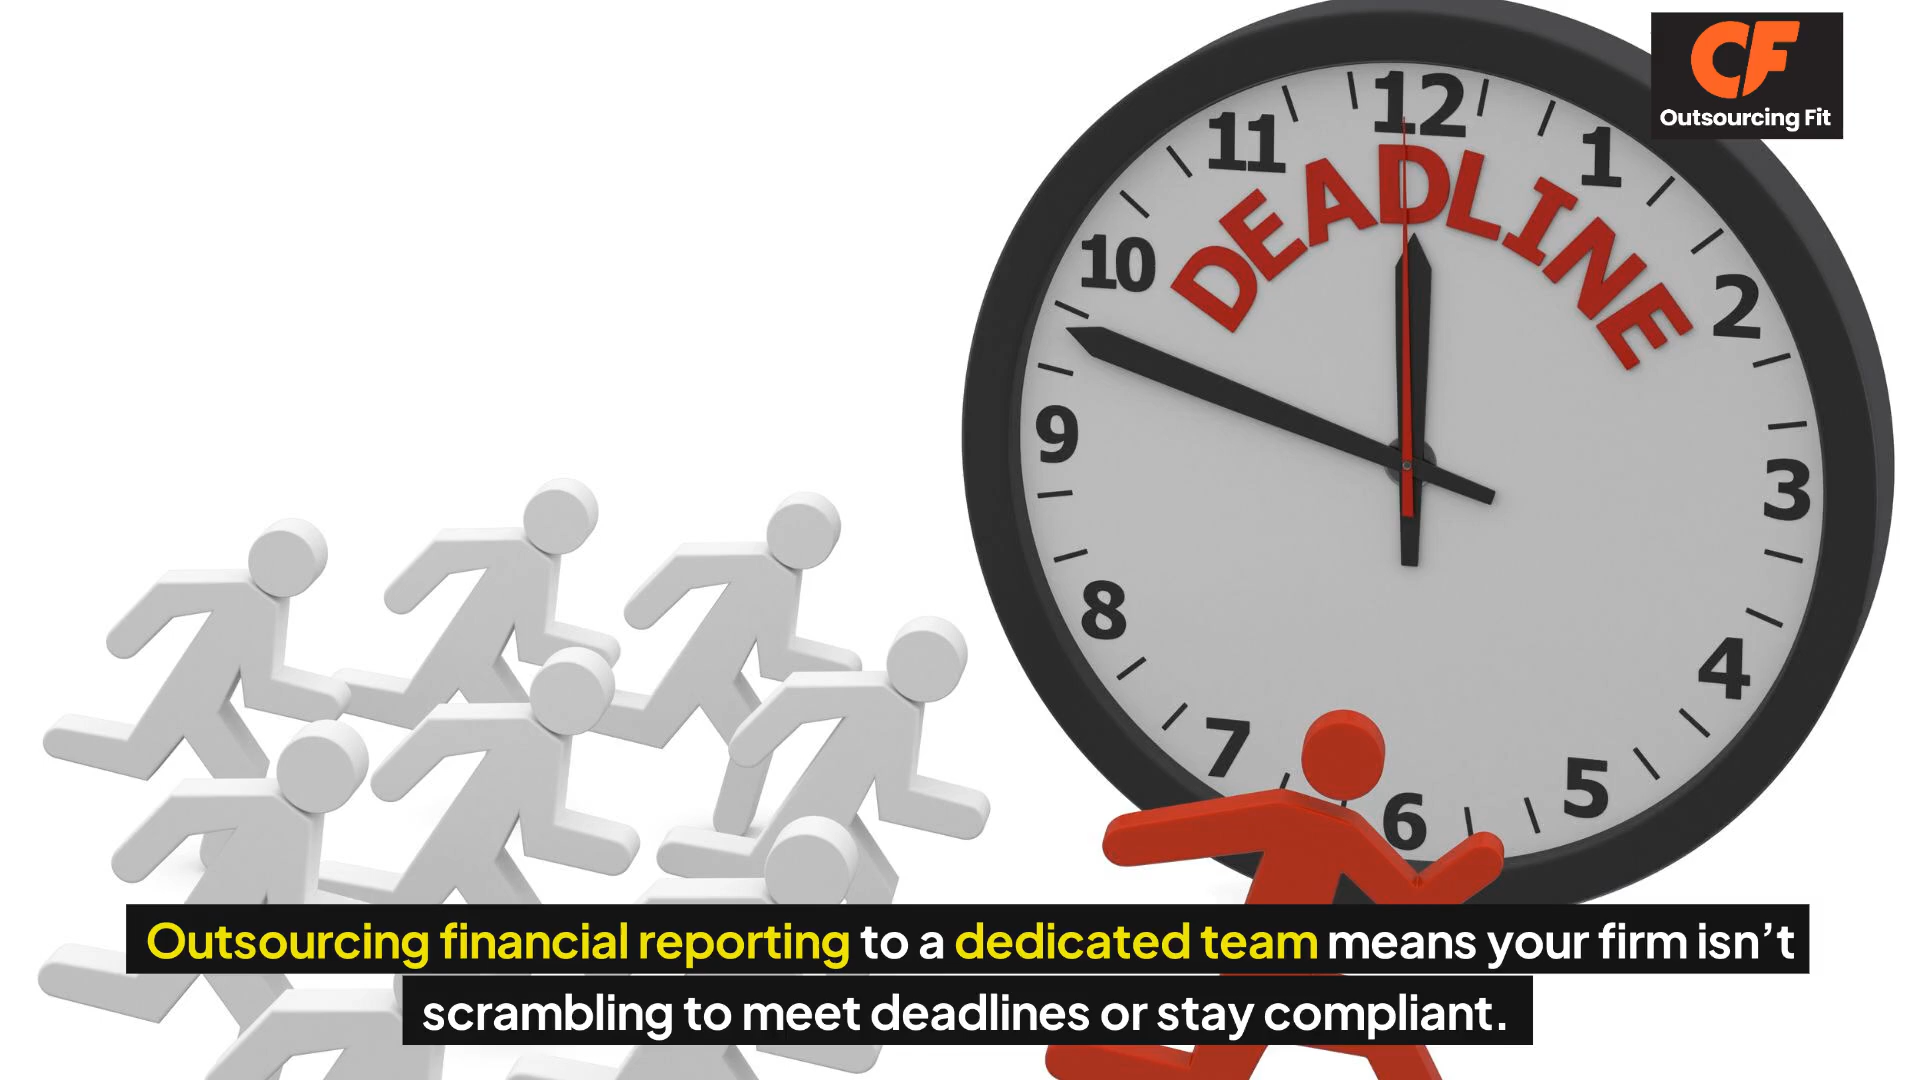 CF
Outsourcing Fit
DEADLINE
12
1
2
3
4
5
6
7
8
9
10
11
Outsourcing financial reporting to a dedicated team means your firm isn’t
scrambling to meet deadlines or stay compliant.